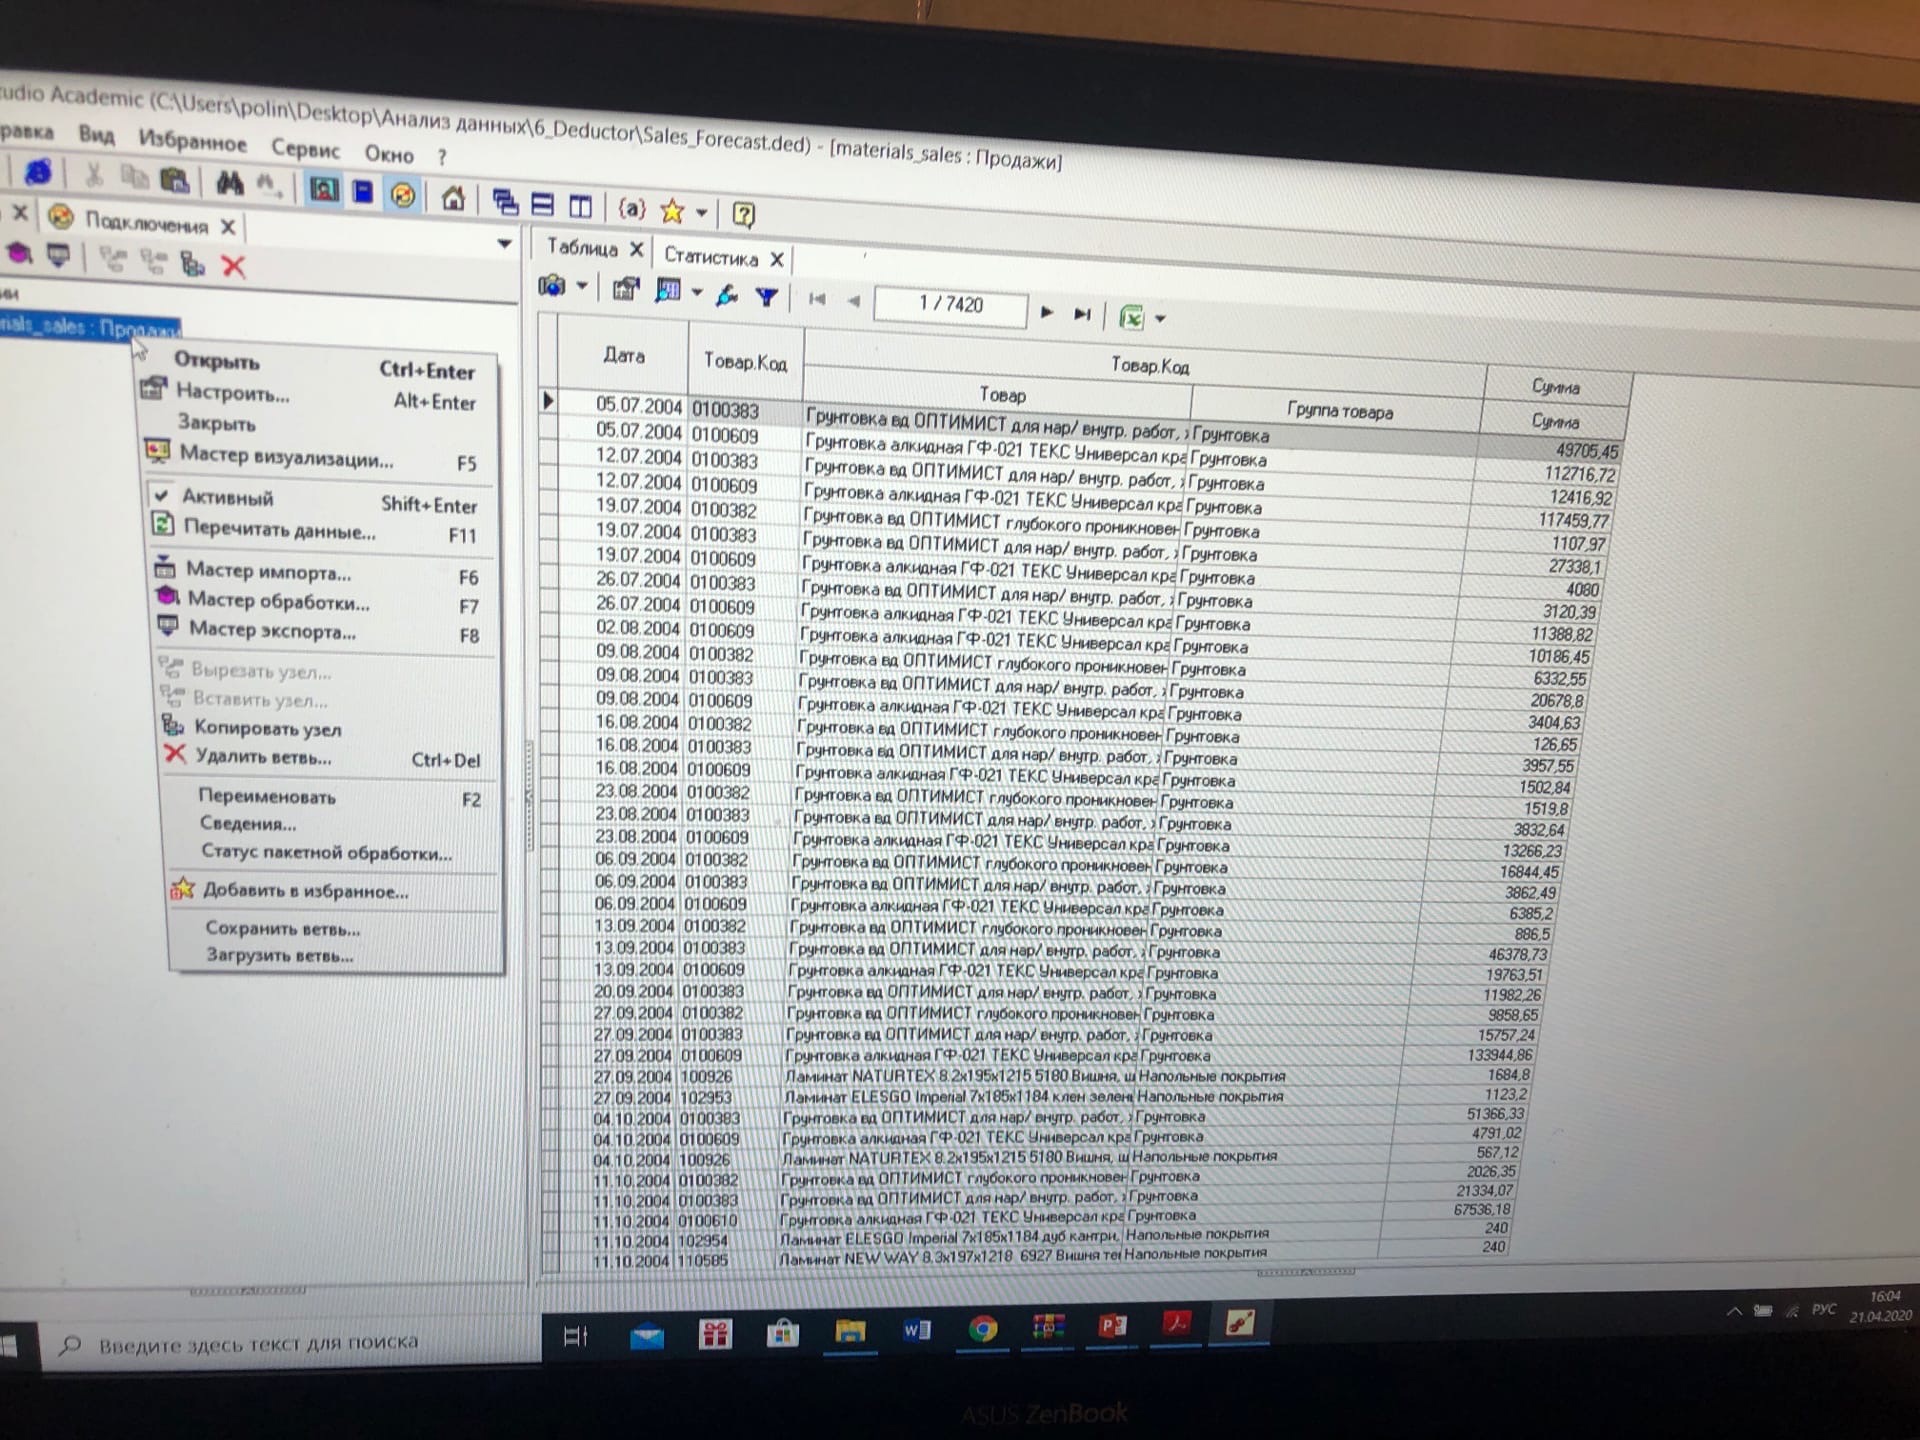 udio Academic (C:\Users\polin\Desktop\Анализ данных\6_Deductor\Sales_Forecast.ded) - [materials_sales : Продажи]
равка Вид Избранное Сервис Окно ?
{a}
Подключения
Таблица Статистика
1 / 7420
rials_sales : Продажи
Открыть Ctrl+Enter
Настроить... Alt+Enter
Закрыть
Мастер визуализации... F5
Активный Shift+Enter
Перечитать данные... F11
Мастер импорта... F6
Мастер обработки... F7
Мастер экспорта... F8
Вырезать узел...
Вставить узел...
Копировать узел
Удалить ветвь... Ctrl+Del
Переименовать F2
Сведения...
Статус пакетной обработки...
Добавить в избранное...
Сохранить ветвь...
Загрузить ветвь...
Дата Товар.Код Товар.Код Сумма
Товар Группа товара Сумма
05.07.2004 0100383 Грунтовка вд ОПТИМИСТ для нар/ внутр. работ, Грунтовка 49705,45
05.07.2004 0100609 Грунтовка алкидная ГФ-021 ТЕКС Универсал кра Грунтовка 112716,72
12.07.2004 0100383 Грунтовка вд ОПТИМИСТ для нар/ внутр. работ, Грунтовка 12416,92
12.07.2004 0100609 Грунтовка алкидная ГФ-021 ТЕКС Универсал кра Грунтовка 117459,77
19.07.2004 0100382 Грунтовка вд ОПТИМИСТ глубокого проникновен Грунтовка 1107,97
19.07.2004 0100383 Грунтовка вд ОПТИМИСТ для нар/ внутр. работ, Грунтовка 27338,1
19.07.2004 0100609 Грунтовка алкидная ГФ-021 ТЕКС Универсал кра Грунтовка 4080
26.07.2004 0100383 Грунтовка вд ОПТИМИСТ для нар/ внутр. работ, Грунтовка 3120,39
26.07.2004 0100609 Грунтовка алкидная ГФ-021 ТЕКС Универсал кра Грунтовка 11388,82
02.08.2004 0100609 Грунтовка алкидная ГФ-021 ТЕКС Универсал кра Грунтовка 10186,45
09.08.2004 0100382 Грунтовка вд ОПТИМИСТ глубокого проникновен Грунтовка 6332,55
09.08.2004 0100383 Грунтовка вд ОПТИМИСТ для нар/ внутр. работ, Грунтовка 20678,8
09.08.2004 0100609 Грунтовка алкидная ГФ-021 ТЕКС Универсал кра Грунтовка 3404,63
16.08.2004 0100382 Грунтовка вд ОПТИМИСТ глубокого проникновен Грунтовка 126,65
16.08.2004 0100383 Грунтовка вд ОПТИМИСТ для нар/ внутр. работ, Грунтовка 3957,55
16.08.2004 0100609 Грунтовка алкидная ГФ-021 ТЕКС Универсал кра Грунтовка 1502,84
23.08.2004 0100382 Грунтовка вд ОПТИМИСТ глубокого проникновен Грунтовка 1519,8
23.08.2004 0100383 Грунтовка вд ОПТИМИСТ для нар/ внутр. работ, Грунтовка 3832,64
23.08.2004 0100609 Грунтовка алкидная ГФ-021 ТЕКС Универсал кра Грунтовка 13266,23
06.09.2004 0100382 Грунтовка вд ОПТИМИСТ глубокого проникновен Грунтовка 16844,45
06.09.2004 0100383 Грунтовка вд ОПТИМИСТ для нар/ внутр. работ, Грунтовка 3862,49
06.09.2004 0100609 Грунтовка алкидная ГФ-021 ТЕКС Универсал кра Грунтовка 6385,2
13.09.2004 0100382 Грунтовка вд ОПТИМИСТ глубокого проникновен Грунтовка 886,5
13.09.2004 0100383 Грунтовка вд ОПТИМИСТ для нар/ внутр. работ, Грунтовка 46378,73
13.09.2004 0100609 Грунтовка алкидная ГФ-021 ТЕКС Универсал кра Грунтовка 19763,51
20.09.2004 0100383 Грунтовка вд ОПТИМИСТ для нар/ внутр. работ, Грунтовка 11982,26
27.09.2004 0100382 Грунтовка вд ОПТИМИСТ глубокого проникновен Грунтовка 9858,65
27.09.2004 0100383 Грунтовка вд ОПТИМИСТ для нар/ внутр. работ, Грунтовка 15757,24
27.09.2004 0100609 Грунтовка алкидная ГФ-021 ТЕКС Универсал кра Грунтовка 133944,86
27.09.2004 100926 Ламинат NATURTEX 8.2x195x1215 5180 Вишня, ш Напольные покрытия 1684,8
27.09.2004 102953 Ламинат ELESGO Imperial 7x185x1184 клен зелен Напольные покрытия 1123,2
04.10.2004 0100383 Грунтовка вд ОПТИМИСТ для нар/ внутр. работ, Грунтовка 51366,33
04.10.2004 0100609 Грунтовка алкидная ГФ-021 ТЕКС Универсал кра Грунтовка 4791,02
04.10.2004 100926 Ламинат NATURTEX 8.2x195x1215 5180 Вишня, ш Напольные покрытия 567,12
11.10.2004 0100382 Грунтовка вд ОПТИМИСТ глубокого проникновен Грунтовка 2026,35
11.10.2004 0100383 Грунтовка вд ОПТИМИСТ для нар/ внутр. работ, Грунтовка 21334,07
11.10.2004 0100610 Грунтовка алкидная ГФ-021 ТЕКС Универсал кра Грунтовка 67536,18
11.10.2004 102954 Ламинат ELESGO Imperial 7x185x1184 дуб кантри, Напольные покрытия 240
11.10.2004 110585 Ламинат NEW WAY 8.3x197x1218 6927 Вишня те Напольные покрытия 240
Введите здесь текст для поиска
РУС
16:04
21.04.2020
ASUS ZenBook